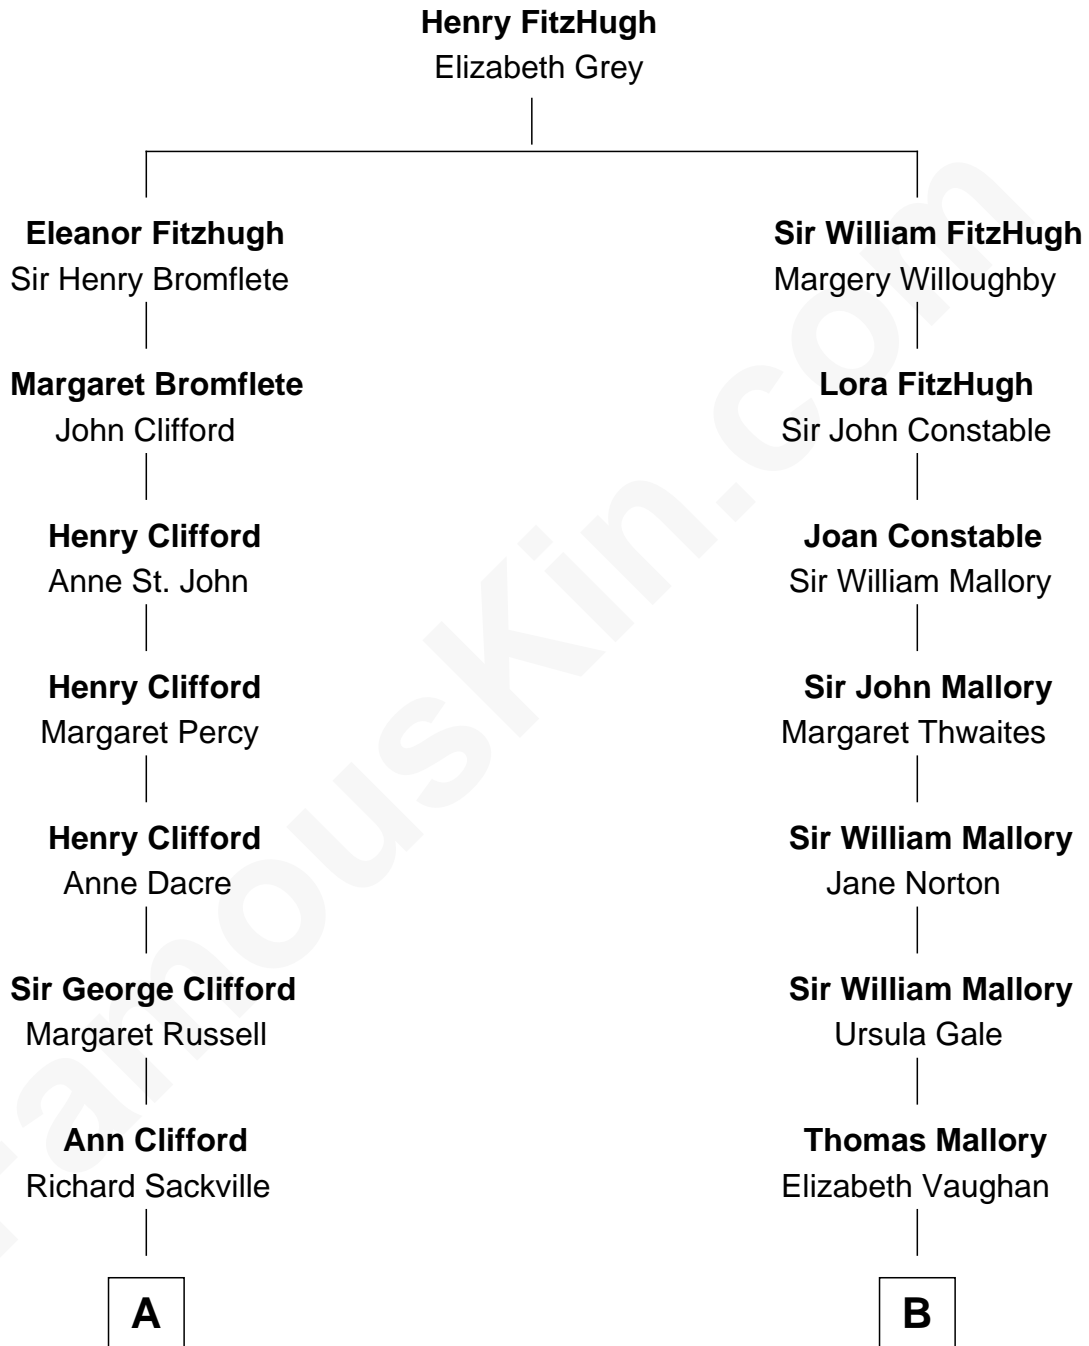 Henry FitzHugh
Elizabeth Grey
Eleanor Fitzhugh
Sir Henry Bromflete
Sir William FitzHugh
Margery Willoughby
Margaret Bromflete
John Clifford
Lora FitzHugh
Sir John Constable
Henry Clifford
Anne St. John
Joan Constable
Sir William Mallory
Henry Clifford
Margaret Percy
Sir John Mallory
Margaret Thwaites
Henry Clifford
Anne Dacre
Sir William Mallory
Jane Norton
Sir George Clifford
Margaret Russell
Sir William Mallory
Ursula Gale
Ann Clifford
Richard Sackville
Thomas Mallory
Elizabeth Vaughan
A
B
FamousKin.com